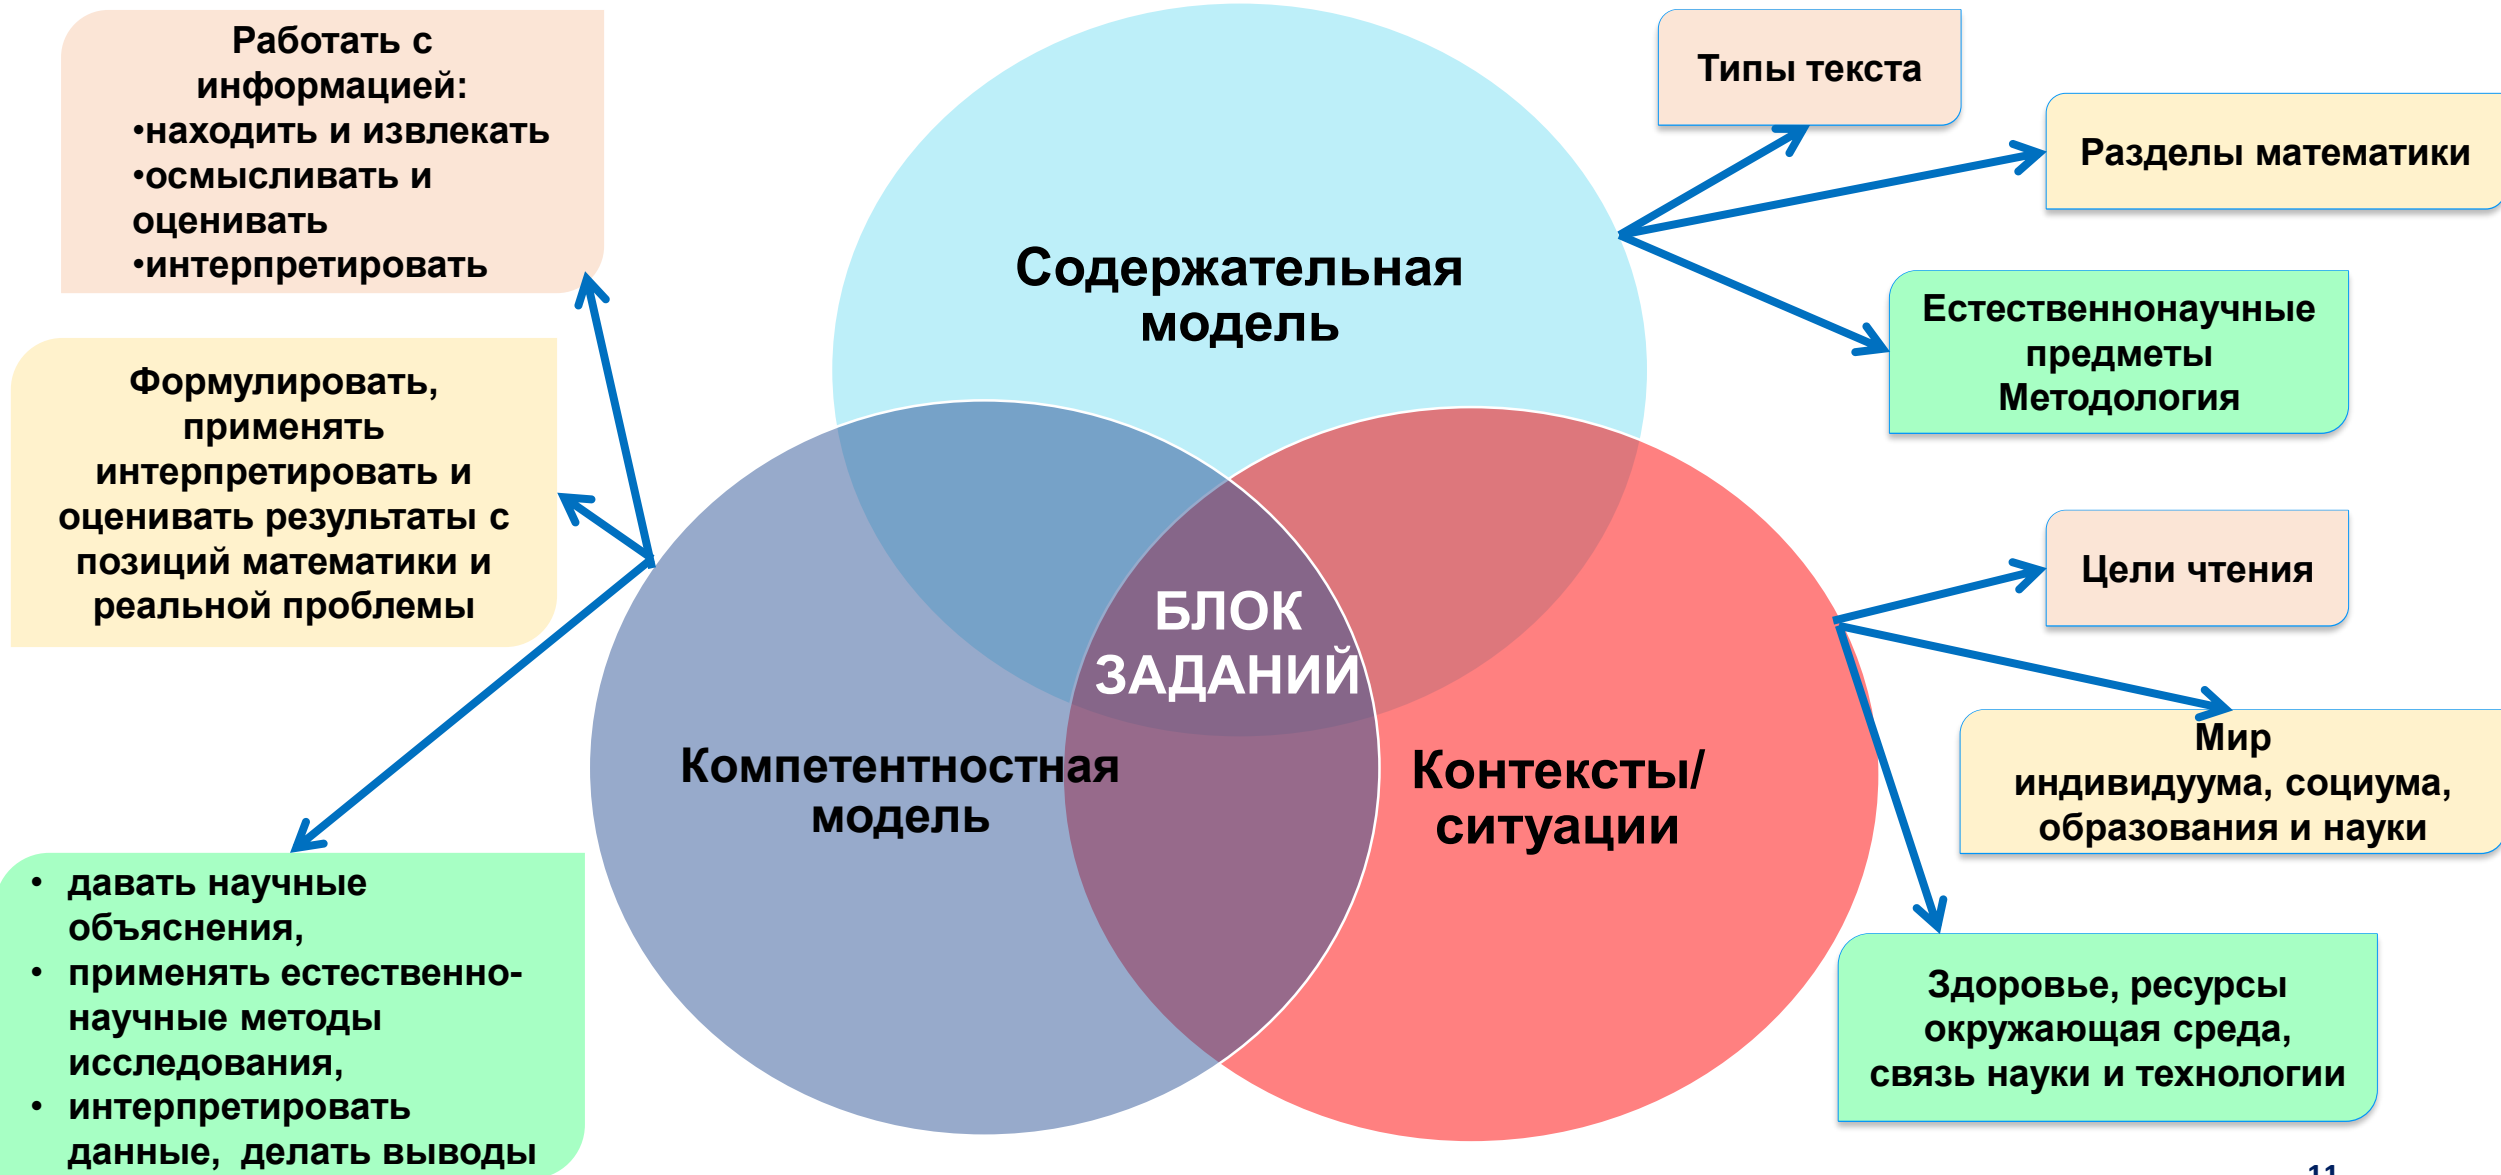 Работать с
информацией:
•находить и извлекать
•осмысливать и
оценивать
•интерпретировать
Формулировать,
применять
интерпретировать и
оценивать результаты с
позиций математики и
реальной проблемы
• давать научные
объяснения,
• применять естественно-
научные методы
исследования,
• интерпретировать
данные, делать выводы
Содержательная
модель
БЛОК
ЗАДАНИЙ
Компетентностная
модель
Контексты/
ситуации
Типы текста
Разделы математики
Естественнонаучные
предметы
Методология
Цели чтения
Мир
индивидуума, социума,
образования и науки
Здоровье, ресурсы
окружающая среда,
связь науки и технологии
11